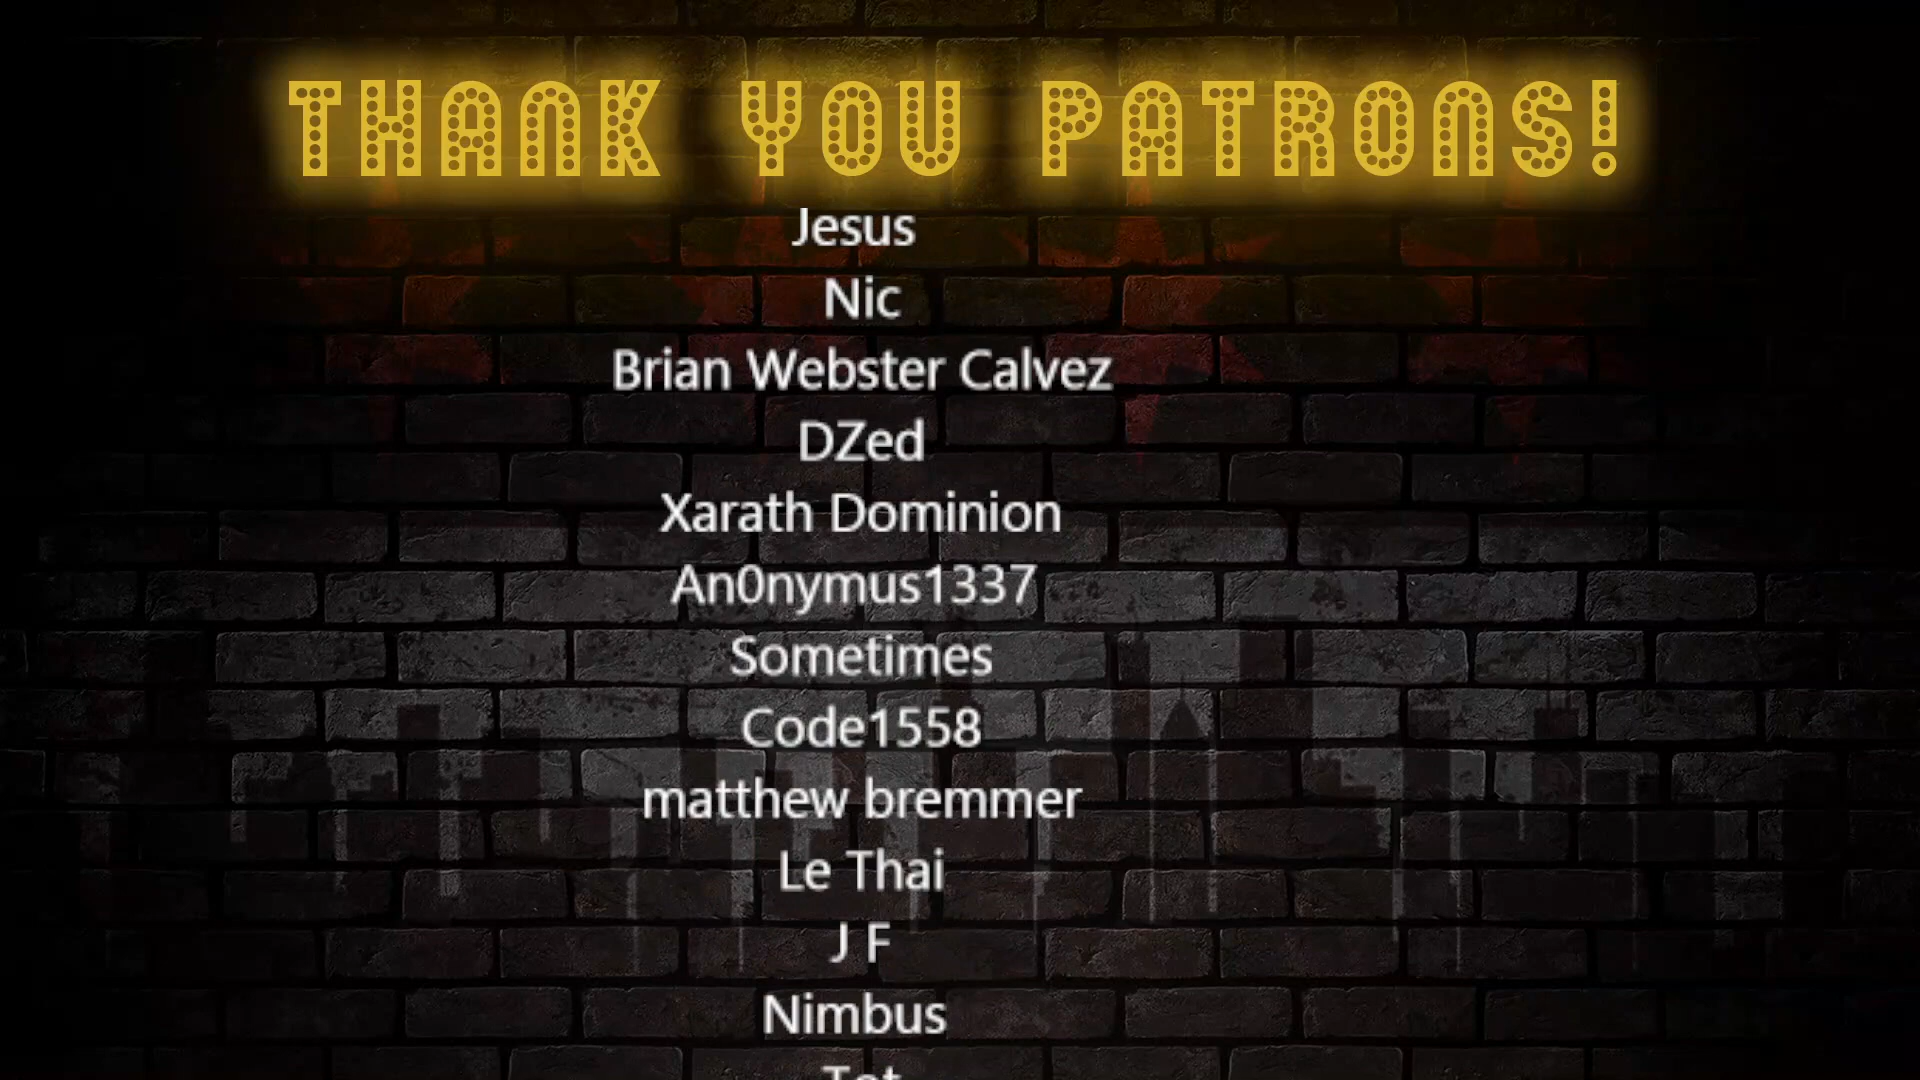 THANK YOU PATRONS!
Jesus
Nic
Brian Webster Calvez
DZed
Xarath Dominion
An0nymus1337
Sometimes
Code1558
matthew bremmer
Le Thai
J F
Nimbus